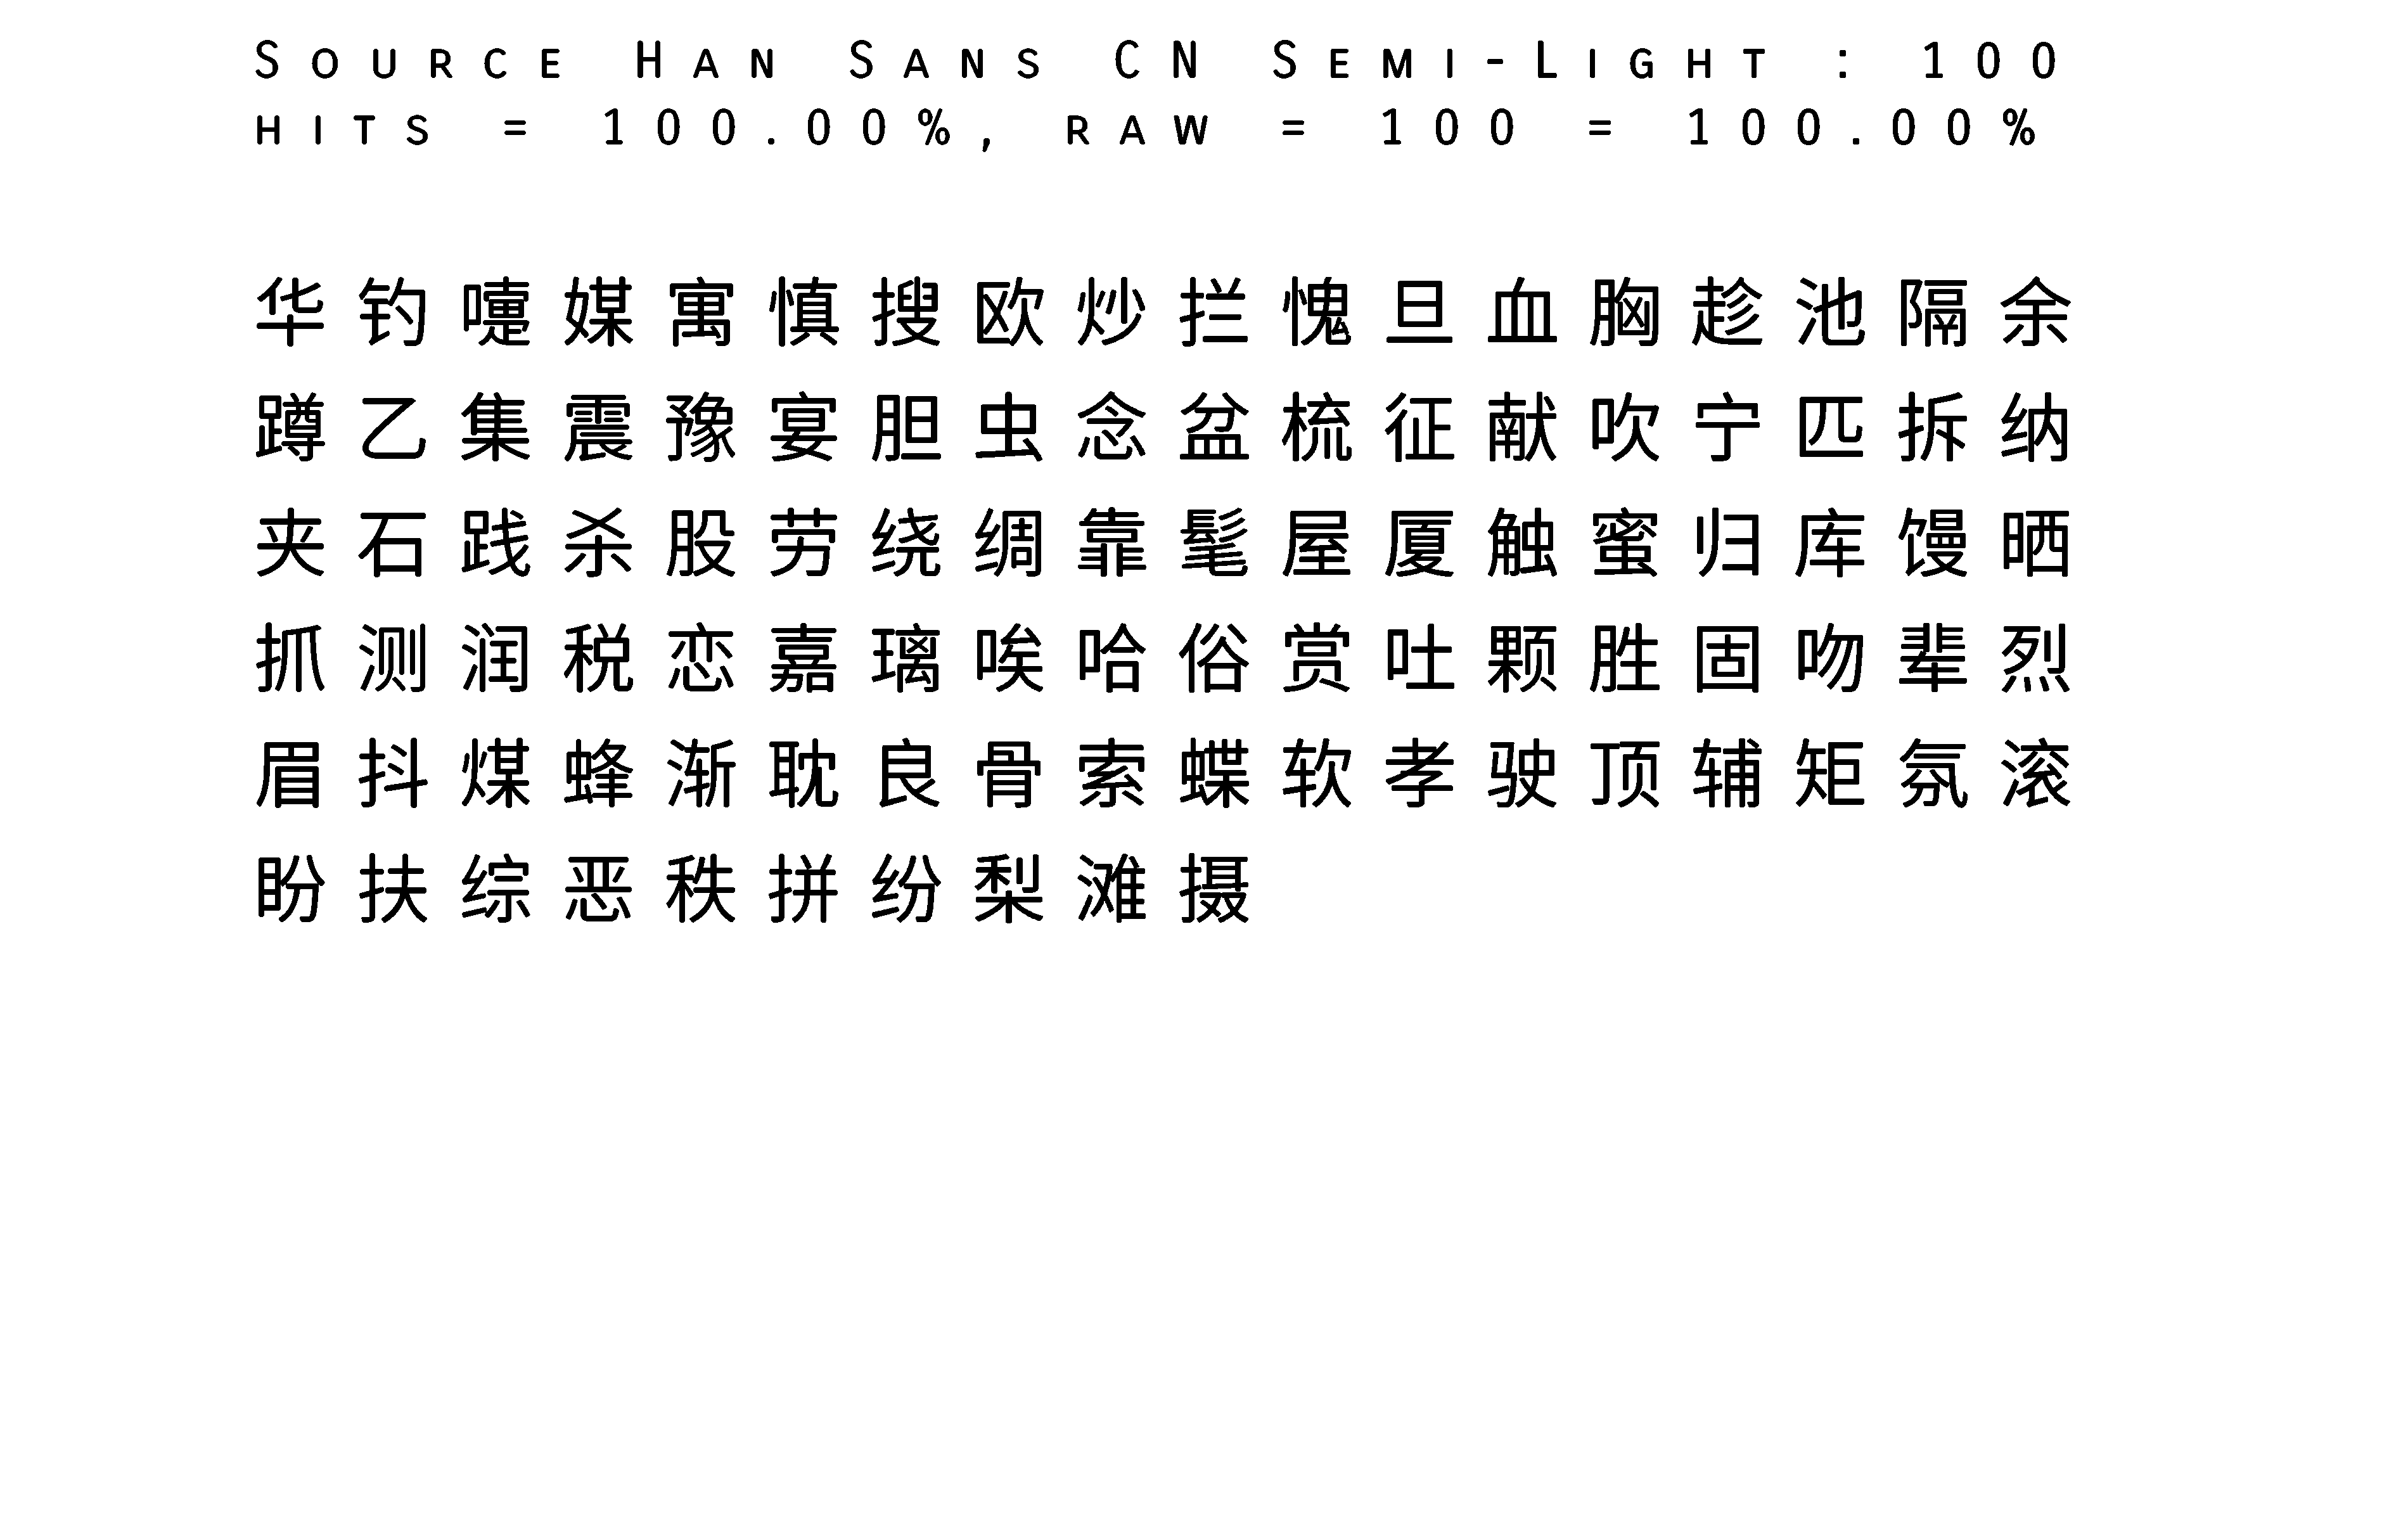 Source Han Sans CN Semi-Light : 100
hits = 100.00%, raw = 100 = 100.00%
华钓嚏媒寓慎搜欧炒拦愧旦血胸趁池隔余
蹲乙集震豫宴胆虫念盆梳征献吹宁匹拆纳
夹石践杀股劳绕绸靠髦屋厦触蜜归库馒晒
抓测润税恋嘉璃唉哈俗赏吐颗胜固吻辈烈
眉抖煤蜂渐耽良骨索蝶软孝驶顶辅矩氛滚
盼扶综恶秩拼纷梨滩摄